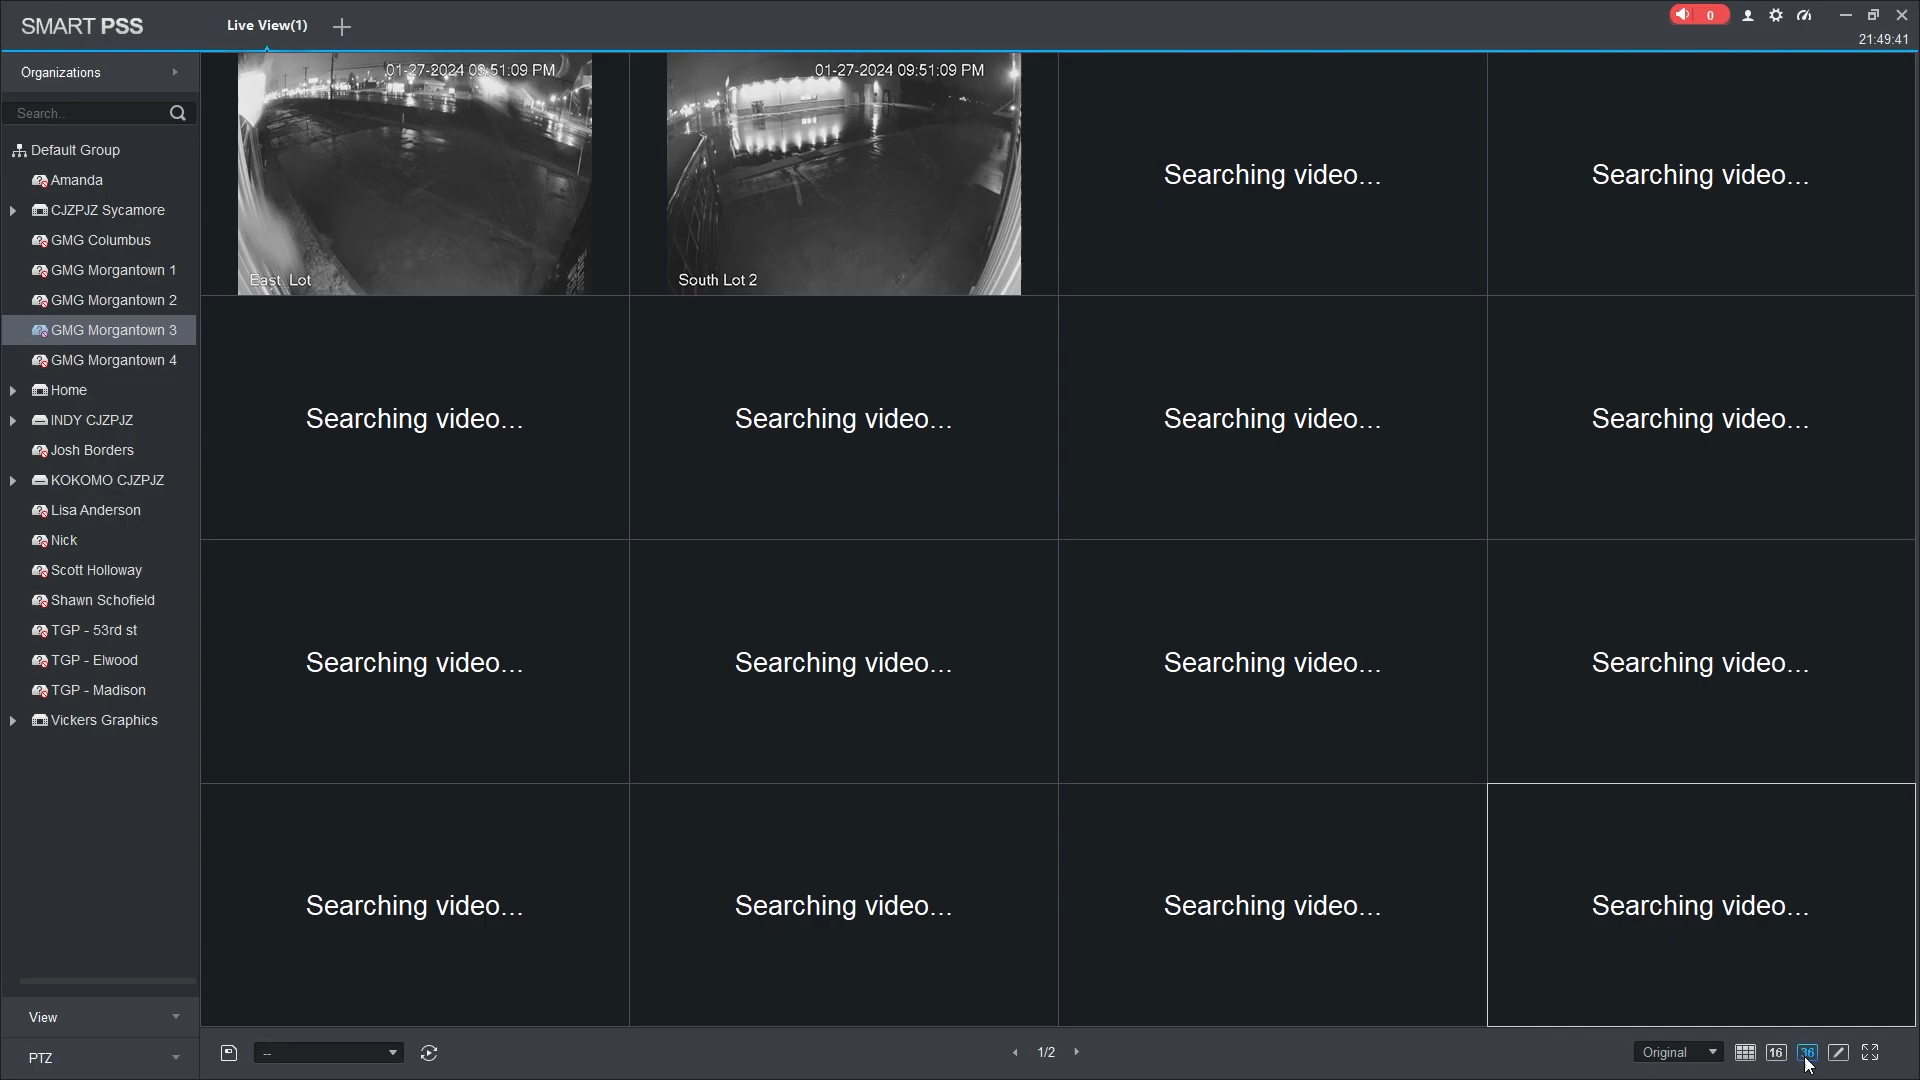 SMART PSS
Live View(1)
0
21:49:41
Organizations
Search..
Default Group
Amanda
CJZPJZ Sycamore
GMG Columbus
GMG Morgantown 1
GMG Morgantown 2
GMG Morgantown 3
GMG Morgantown 4
Home
INDY CJZPJZ
Josh Borders
KOKOMO CJZPJZ
Lisa Anderson
Nick
Scott Holloway
Shawn Schofield
TGP - 53rd st
TGP - Elwood
TGP - Madison
Vickers Graphics
View
PTZ
01-27-2024 09:51:09 PM
East Lot
01-27-2024 09:51:09 PM
South Lot 2
Searching video...
Searching video...
Searching video...
Searching video...
Searching video...
Searching video...
Searching video...
Searching video...
Searching video...
Searching video...
Searching video...
Searching video...
Searching video...
Searching video...
--
1/2
Original
16
36